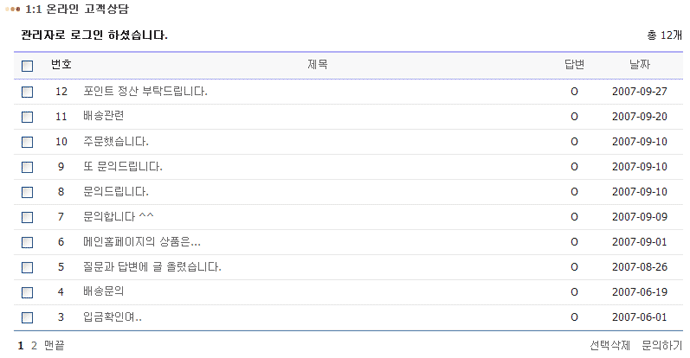 1:1 온라인 고객상담
관리자로 로그인 하셨습니다. 총 12개
번호 제목 답변 날짜
12 포인트 정산 부탁드립니다. O 2007-09-27
11 배송관련 O 2007-09-20
10 주문했습니다. O 2007-09-10
9 또 문의드립니다. O 2007-09-10
8 문의드립니다. O 2007-09-10
7 문의합니다 ^^ O 2007-09-09
6 메인홈페이지의 상품은... O 2007-09-01
5 질문과 답변에 글 올렸습니다. O 2007-08-26
4 배송문의 O 2007-06-19
3 입금확인여.. O 2007-06-01
1 2 맨끝 선택삭제 문의하기